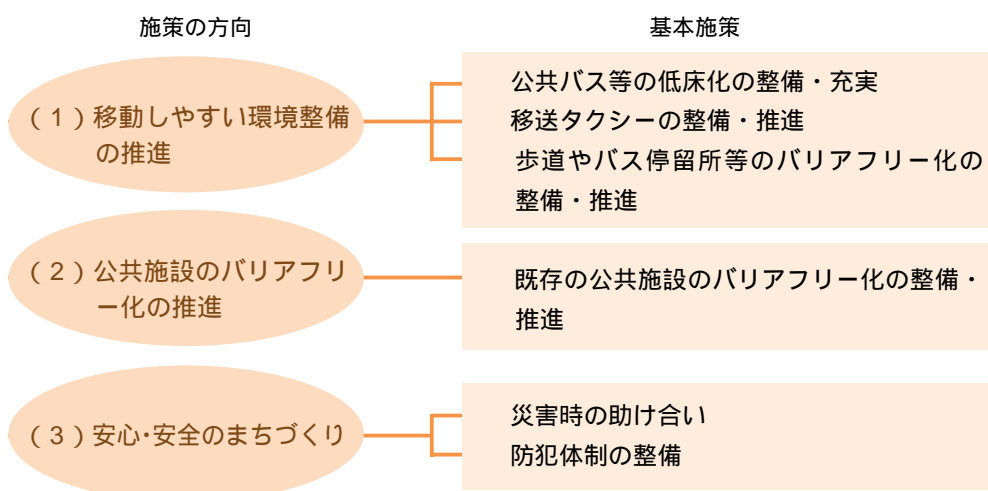 施策の方向
基本施策
(1)移動しやすい環境整備
の推進
公共バス等の低床化の整備・充実
移送タクシーの整備・推進
歩道やバス停留所等のバリアフリー化の
整備・推進
(2)公共施設のバリアフリ
ー化の推進
既存の公共施設のバリアフリー化の整備・
推進
(3)安心･安全のまちづくり
災害時の助け合い
防犯体制の整備